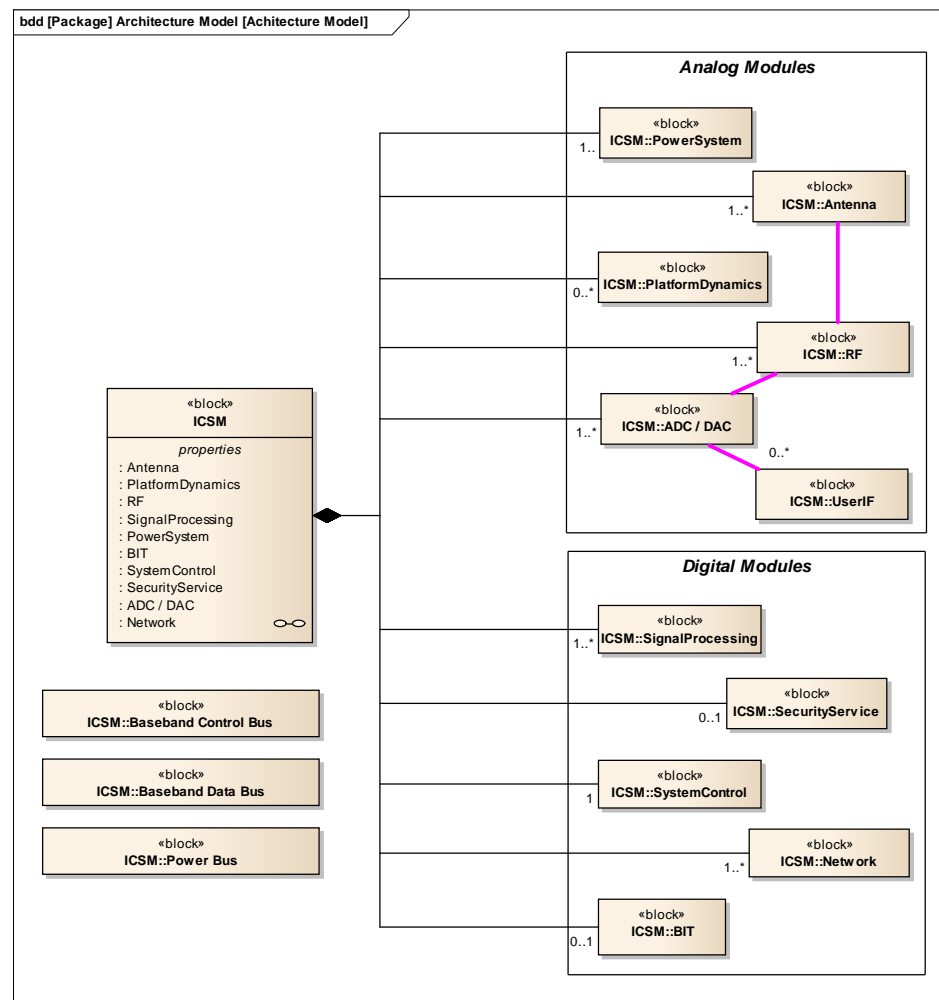 bdd [Package] Architecture Model [Achitecture Model]
Analog Modules
«block»
ICSM::PowerSystem
1..
«block»
ICSM::Antenna
1..*
«block»
ICSM::PlatformDynamics
0..*
«block»
ICSM::RF
1..*
«block»
ICSM::ADC / DAC
1..*
0..*
«block»
ICSM::UserIF
«block»
ICSM
properties
: Antenna
: PlatformDynamics
: RF
: SignalProcessing
: PowerSystem
: BIT
: SystemControl
: SecurityService
: ADC / DAC
: Network
Digital Modules
«block»
ICSM::SignalProcessing
1..*
«block»
ICSM::SecurityService
0..1
«block»
ICSM::SystemControl
1
«block»
ICSM::Network
1..*
«block»
ICSM::BIT
0..1
«block»
ICSM::Baseband Control Bus
«block»
ICSM::Baseband Data Bus
«block»
ICSM::Power Bus